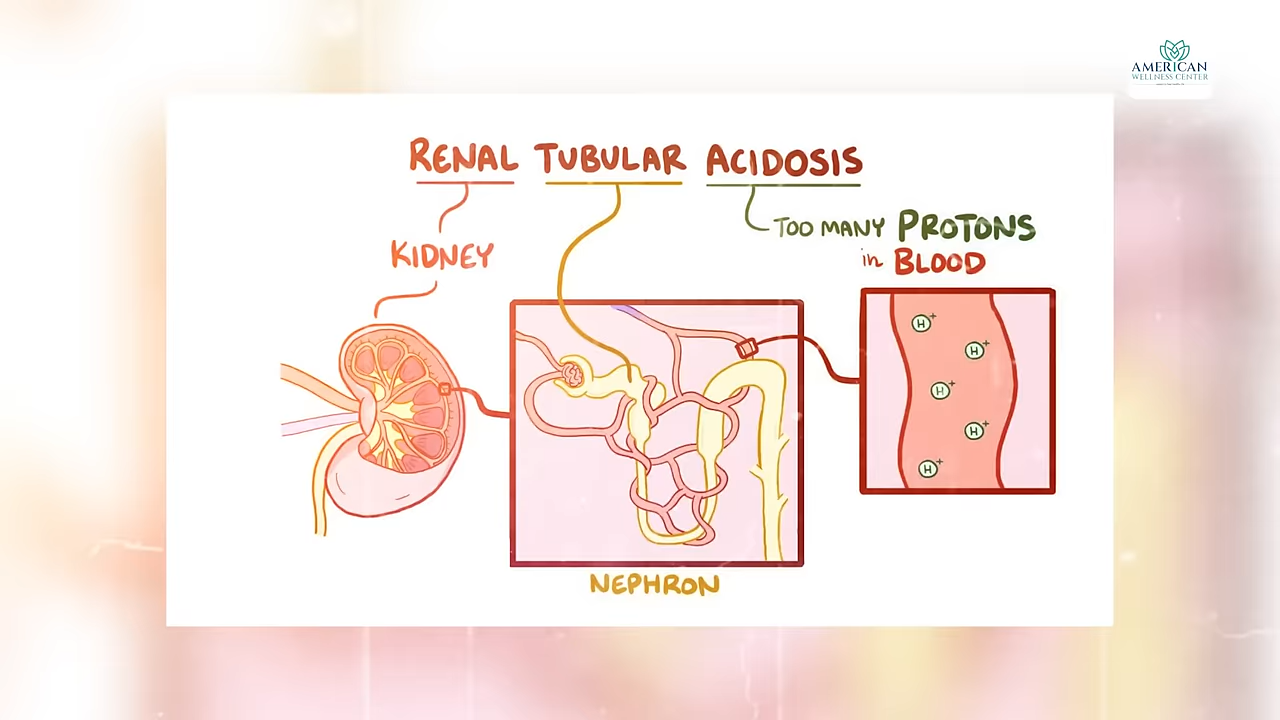 AMERICAN
WELLNESS CENTER
RENAL TUBULAR ACIDOSIS
TOO MANY PROTONS
in BLOOD
KIDNEY
H+
H+
H+
H+
H+
NEPHRON